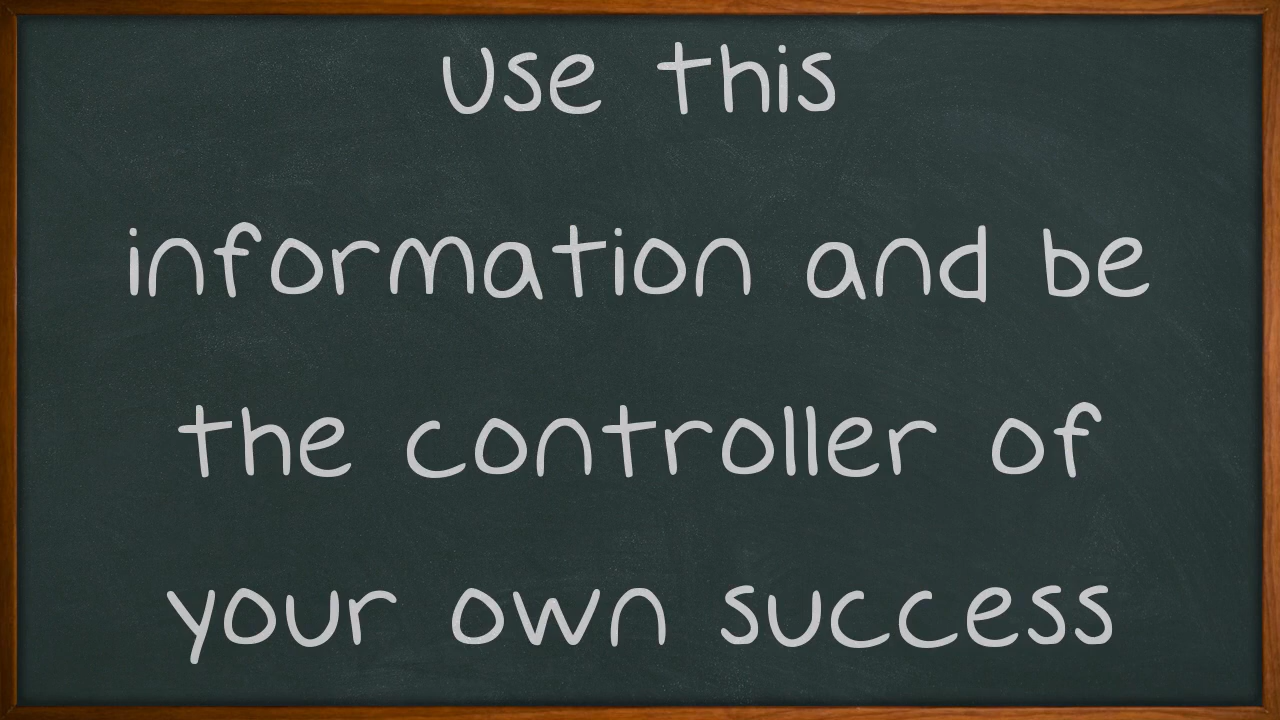 Use this
information and be
the controller of
your own success